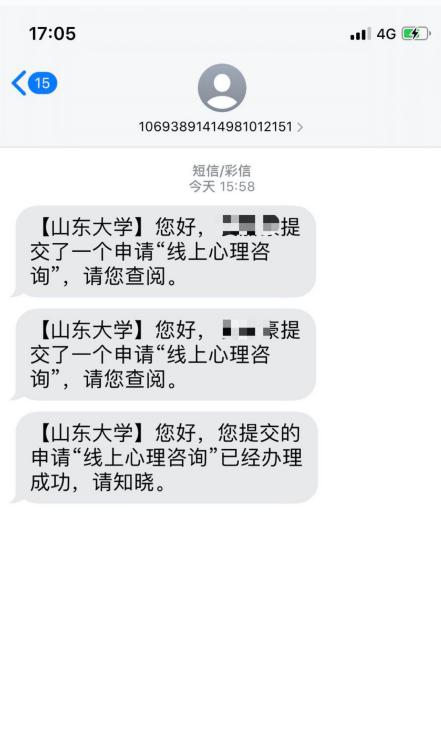 17:05
4G
15
10693891414981012151 >
短信/彩信
今天 15:58
【山东大学】您好，提
交了一个申请“线上心理咨
询”，请您查阅。
【山东大学】您好，豪提
交了一个申请“线上心理咨
询”，请您查阅。
【山东大学】您好，您提交的
申请“线上心理咨询”已经办理
成功，请知晓。